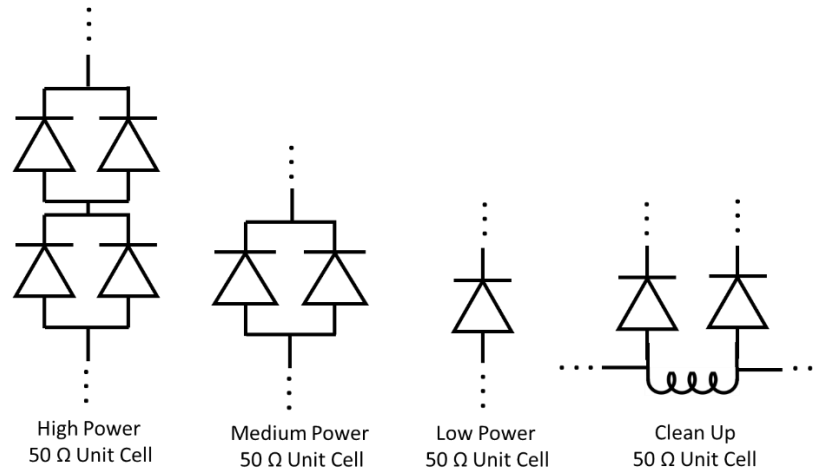 High Power
50 Ω Unit Cell
Medium Power
50 Ω Unit Cell
Low Power
50 Ω Unit Cell
Clean Up
50 Ω Unit Cell